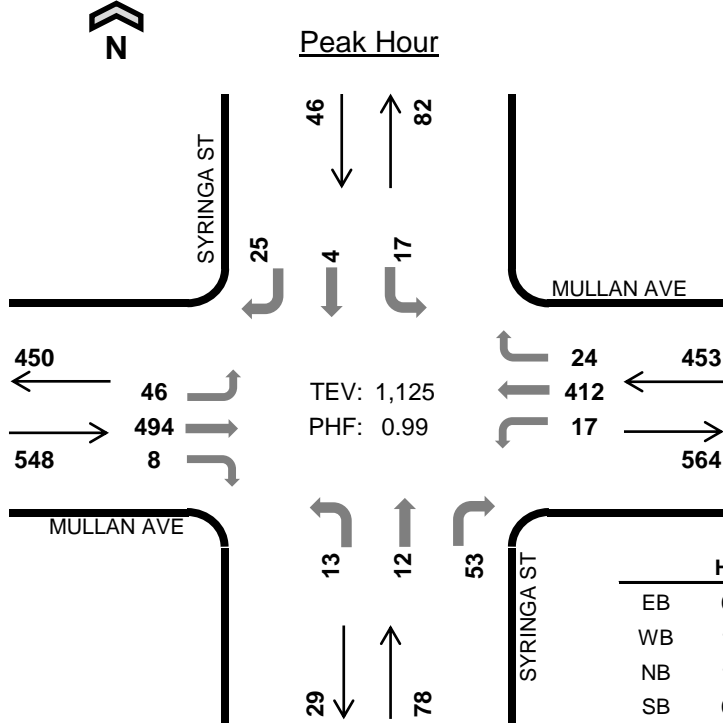 N
Peak Hour
46
82
SYRINGA ST
25
4
17
MULLAN AVE
450
46
494
548
8
TEV: 1,125
PHF: 0.99
24
453
412
17
564
MULLAN AVE
13
12
53
SYRINGA ST
29
78
H
EB
WB
NB
SB